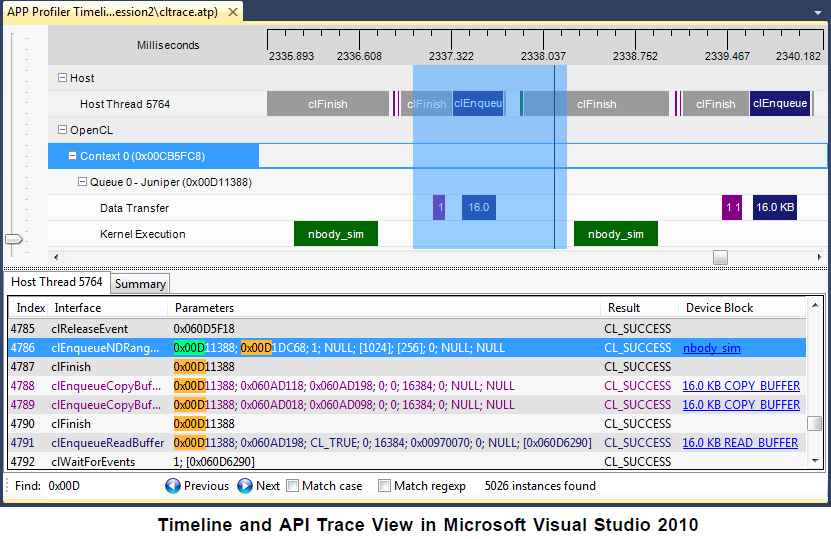 APP Profiler Timeli...ession2\cltrace.atp)
Milliseconds
2335.893 2336.608 2337.322 2338.037 2338.752 2339.467 2340.182
Host
Host Thread 5764 clFinish clFinish clEnqueu clFinish clFinish clEnqueue
OpenCL
Context 0 (0x00CB5FC8)
Queue 0 - Juniper (0x00D11388)
Data Transfer 1 16.0 1 1 16.0 KB
Kernel Execution nbody_sim nbody_sim
Host Thread 5764 Summary
Index Interface Parameters Result Device Block
4785 clReleaseEvent 0x060D5F18 CL_SUCCESS
4786 clEnqueueNDRang... 0x00D11388; 0x00D1DC68; 1; NULL; [1024]; [256]; 0; NULL; NULL CL_SUCCESS nbody_sim
4787 clFinish 0x00D11388 CL_SUCCESS
4788 clEnqueueCopyBuf... 0x00D11388; 0x060AD118; 0x060AD098; 0; 0; 16384; 0; NULL; NULL CL_SUCCESS 16.0 KB COPY_BUFFER
4789 clEnqueueCopyBuf... 0x00D11388; 0x060AD018; 0x060AD098; 0; 0; 16384; 0; NULL; NULL CL_SUCCESS 16.0 KB COPY_BUFFER
4790 clFinish 0x00D11388 CL_SUCCESS
4791 clEnqueueReadBuffer 0x00D11388; 0x060AD198; CL_TRUE; 0; 16384; 0x00970070; 0; NULL; [0x060D6290] CL_SUCCESS 16.0 KB READ_BUFFER
4792 clWaitForEvents 1; [0x060D6290] CL_SUCCESS
Find: 0x00D Previous Next Match case Match regexp 5026 instances found
Timeline and API Trace View in Microsoft Visual Studio 2010